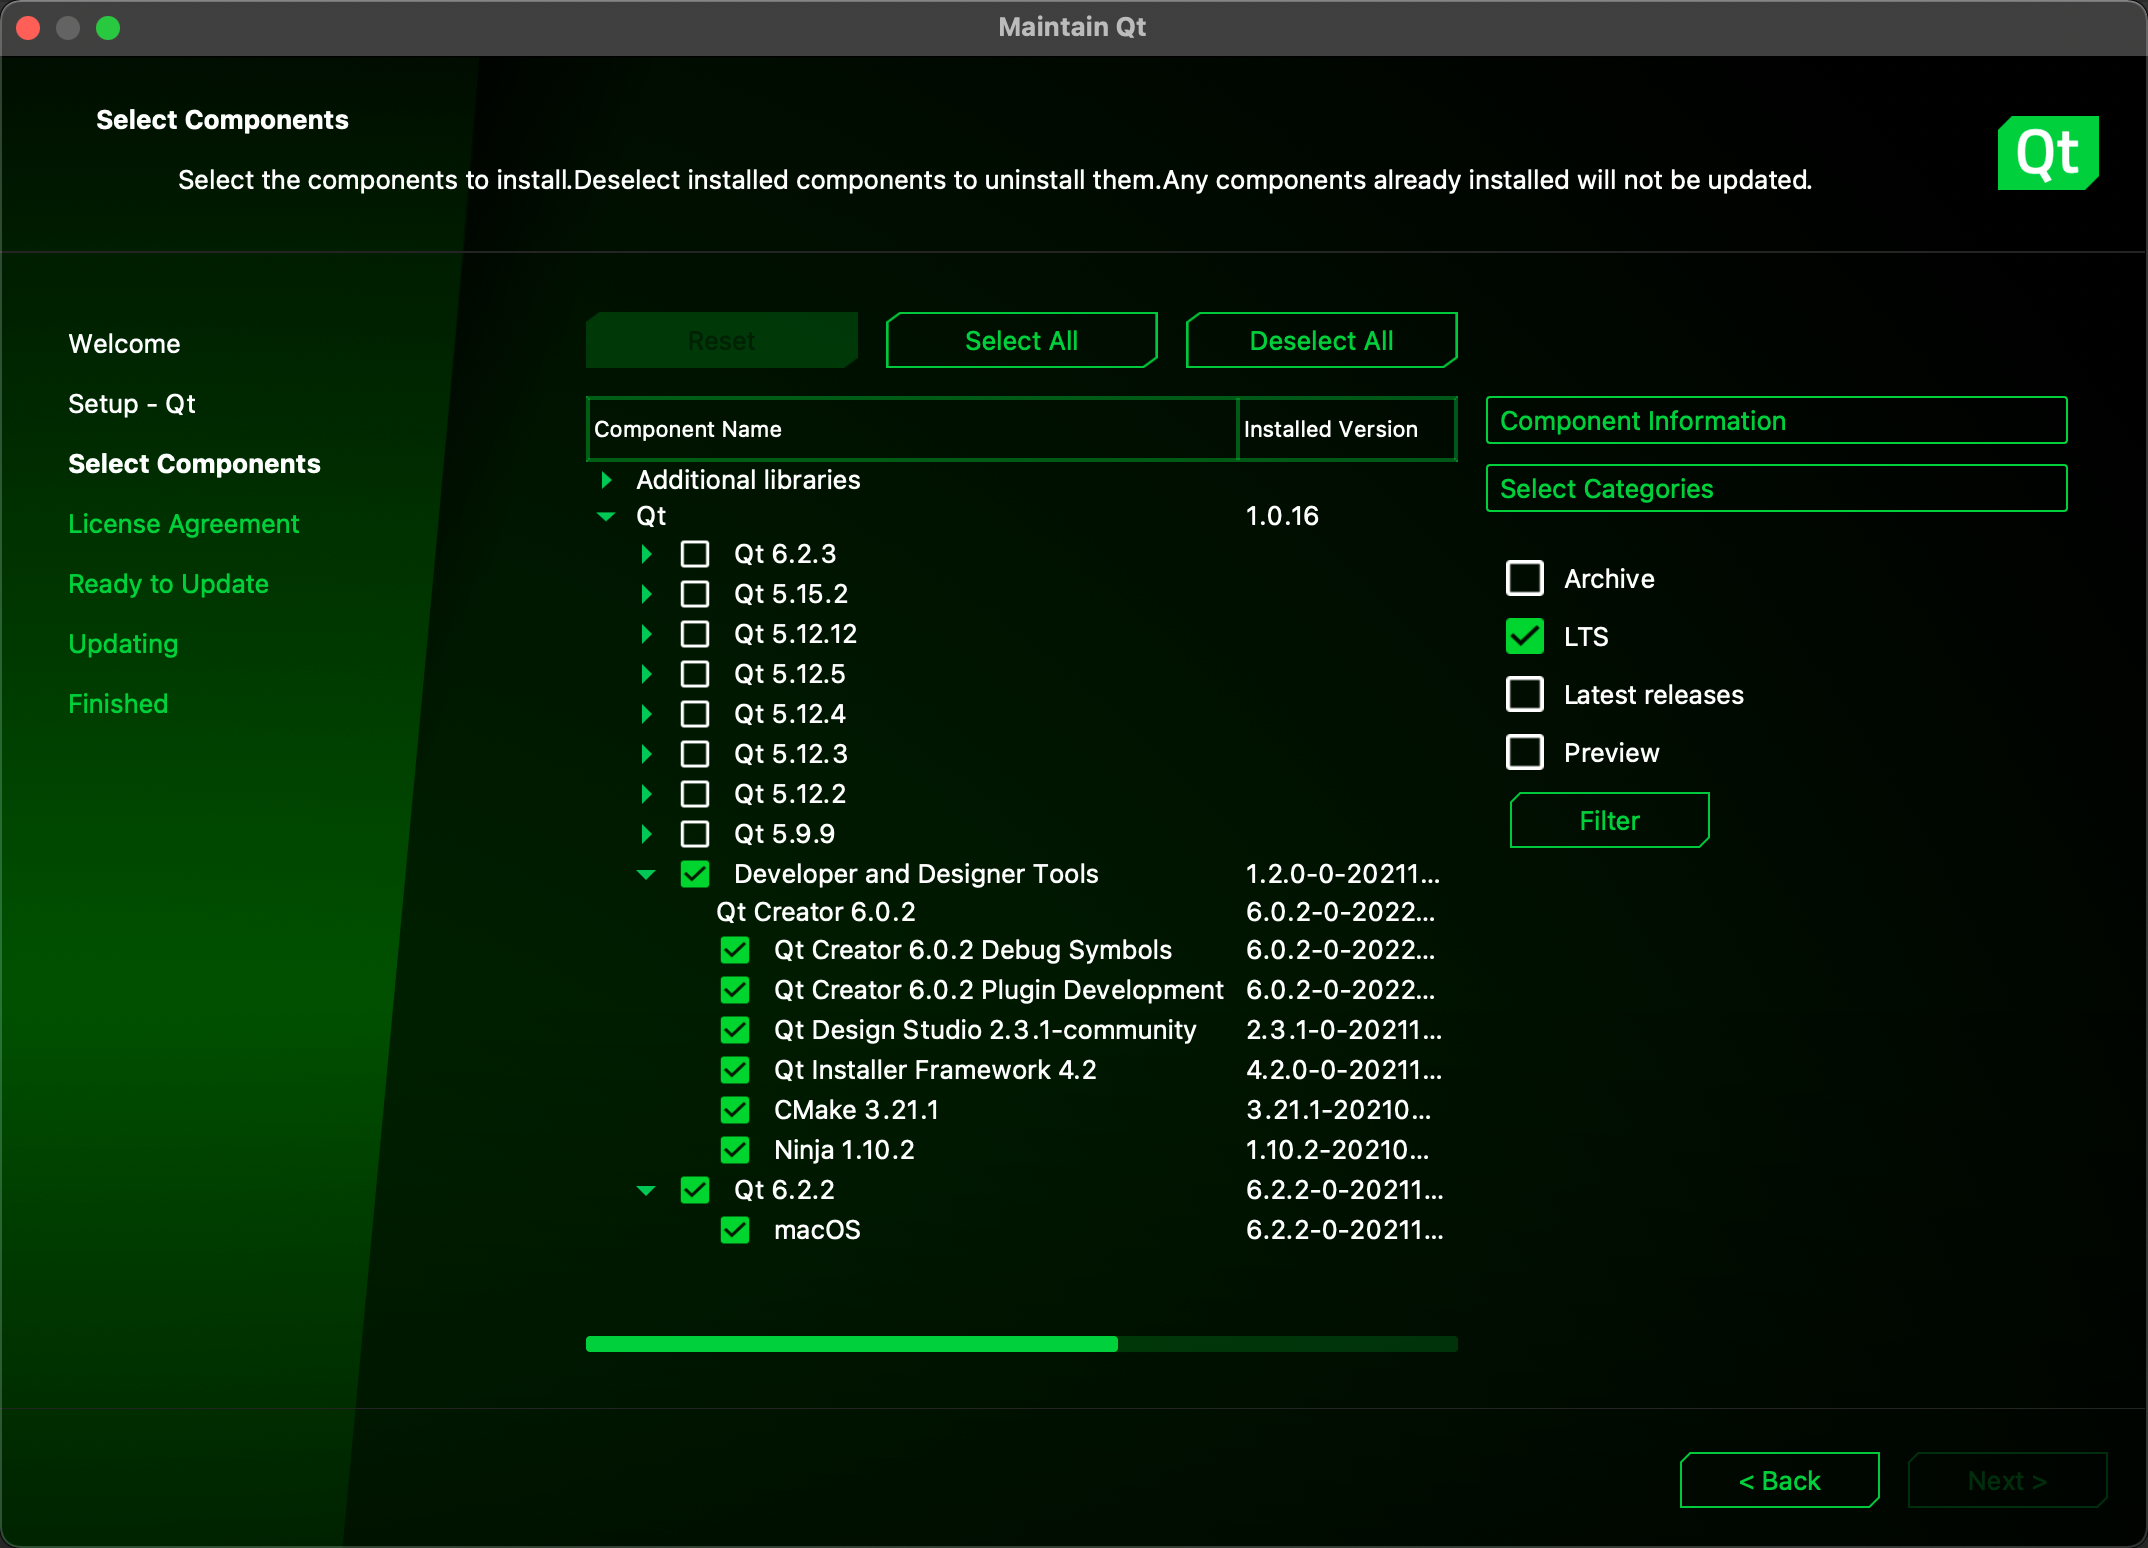 Maintain Qt
Select Components
Select the components to install.Deselect installed components to uninstall them.Any components already installed will not be updated.
Qt
Welcome
Setup - Qt
Select Components
License Agreement
Ready to Update
Updating
Finished
Reset Select All Deselect All
Component Name Installed Version
Additional libraries
Qt 1.0.16
Qt 6.2.3
Qt 5.15.2
Qt 5.12.12
Qt 5.12.5
Qt 5.12.4
Qt 5.12.3
Qt 5.12.2
Qt 5.9.9
Developer and Designer Tools 1.2.0-0-20211...
Qt Creator 6.0.2 6.0.2-0-2022...
Qt Creator 6.0.2 Debug Symbols 6.0.2-0-2022...
Qt Creator 6.0.2 Plugin Development 6.0.2-0-2022...
Qt Design Studio 2.3.1-community 2.3.1-0-20211...
Qt Installer Framework 4.2 4.2.0-0-20211...
CMake 3.21.1 3.21.1-20210...
Ninja 1.10.2 1.10.2-20210...
Qt 6.2.2 6.2.2-0-20211...
macOS 6.2.2-0-20211...
Component Information
Select Categories
Archive
LTS
Latest releases
Preview
Filter
< Back Next >